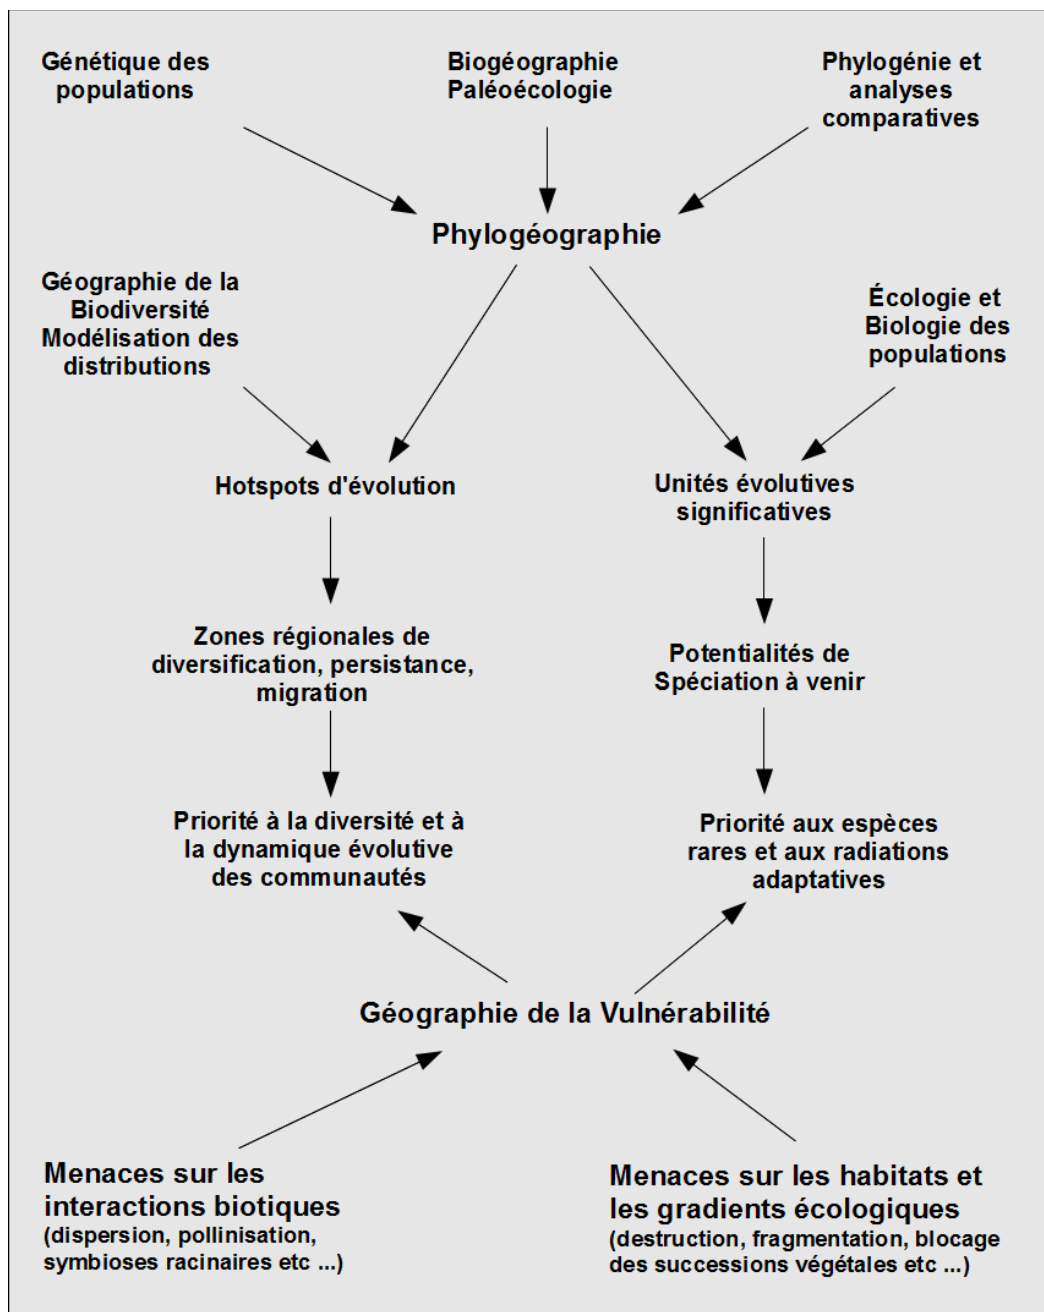 Génétique des
populations
Biogéographie
Paléoécologie
Phylogénie et
analyses
comparatives
Phylogéographie
Géographie de la
Biodiversité
Modélisation des
distributions
Écologie et
Biologie des
populations
Hotspots d'évolution
Unités évolutives
significatives
Zones régionales de
diversification, persistance,
migration
Potentialités de
Spéciation à venir
Priorité à la diversité et à
la dynamique évolutive
des communautés
Priorité aux espèces
rares et aux radiations
adaptatives
Géographie de la Vulnérabilité
Menaces sur les
interactions biotiques
(dispersion, pollinisation,
symbioses racinaires etc ...)
Menaces sur les habitats et
les gradients écologiques
(destruction, fragmentation, blocage
des successions végétales etc ...)